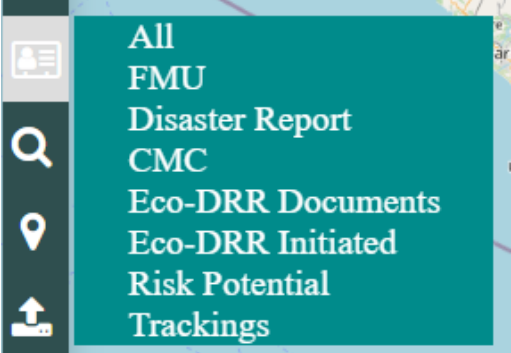 All
FMU
Disaster Report
CMC
Eco-DRR Documents
Eco-DRR Initiated
Risk Potential
Trackings